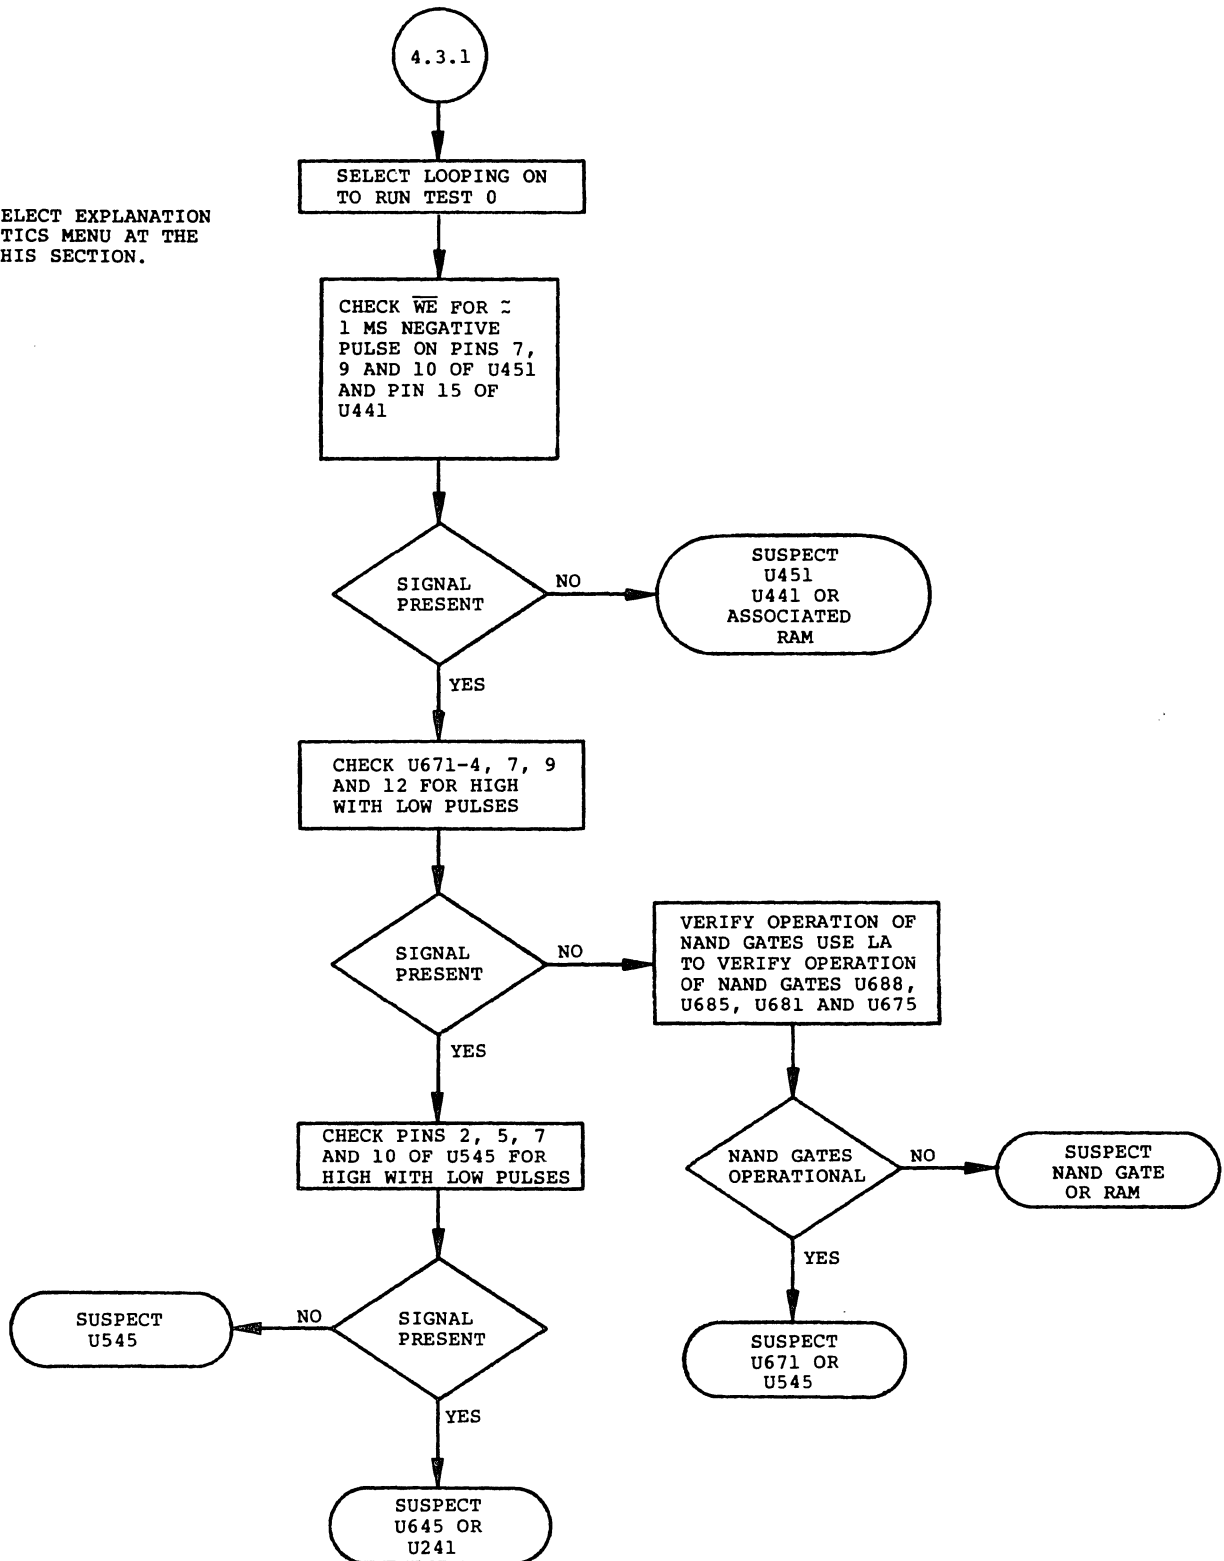 4.3.1
SELECT LOOPING ON
TO RUN TEST 0
ELECT EXPLANATION
TICS MENU AT THE
HIS SECTION.
CHECK W̅E̅ FOR ≈
1 MS NEGATIVE
PULSE ON PINS 7,
9 AND 10 OF U451
AND PIN 15 OF
U441
SIGNAL
PRESENT
NO
SUSPECT
U451
U441 OR
ASSOCIATED
RAM
YES
CHECK U671-4, 7, 9
AND 12 FOR HIGH
WITH LOW PULSES
SIGNAL
PRESENT
NO
VERIFY OPERATION OF
NAND GATES USE LA
TO VERIFY OPERATION
OF NAND GATES U688,
U685, U681 AND U675
YES
CHECK PINS 2, 5, 7
AND 10 OF U545 FOR
HIGH WITH LOW PULSES
NAND GATES
OPERATIONAL
NO
SUSPECT
NAND GATE
OR RAM
YES
SUSPECT
U671 OR
U545
SIGNAL
PRESENT
NO
SUSPECT
U545
YES
SUSPECT
U645 OR
U241